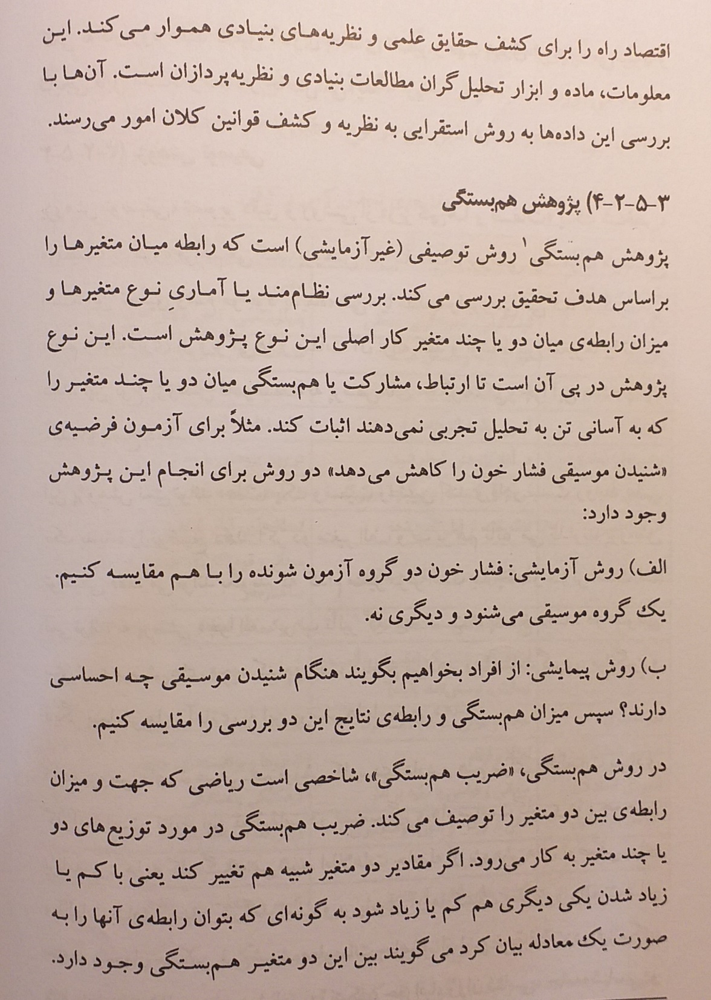 اقتصاد راه را برای کشف حقایق علمی و نظریه‌های بنیادی هموار می‌کند. این
معلومات، ماده و ابزار تحلیل‌گران مطالعات بنیادی و نظریه‌پردازان است. آن‌ها با
بررسی این داده‌ها به روش استقرایی به نظریه و کشف قوانین کلان امور می‌رسند.
۳-۵-۲-۴) پژوهش هم‌بستگی
پژوهش هم‌بستگی۱ روش توصیفی (غیرآزمایشی) است که رابطه میان متغیرها را
براساس هدف تحقیق بررسی می‌کند. بررسی نظام‌مند یا آماریِ نوع متغیرها و
میزان رابطه‌ی میان دو یا چند متغیر کار اصلی این نوع پژوهش است. این نوع
پژوهش در پی آن است تا ارتباط، مشارکت یا هم‌بستگی میان دو یا چند متغیر را
که به آسانی تن به تحلیل تجربی نمی‌دهند اثبات کند. مثلاً برای آزمون فرضیه‌ی
«شنیدن موسیقی فشار خون را کاهش می‌دهد» دو روش برای انجام این پژوهش
وجود دارد:
الف) روش آزمایشی: فشار خون دو گروه آزمون شونده را با هم مقایسه کنیم.
یک گروه موسیقی می‌شنود و دیگری نه.
ب) روش پیمایشی: از افراد بخواهیم بگویند هنگام شنیدن موسیقی چه احساسی
دارند؟ سپس میزان هم‌بستگی و رابطه‌ی نتایج این دو بررسی را مقایسه کنیم.
در روش هم‌بستگی، «ضریب هم‌بستگی»، شاخصی است ریاضی که جهت و میزان
رابطه‌ی بین دو متغیر را توصیف می‌کند. ضریب هم‌بستگی در مورد توزیع‌های دو
یا چند متغیر به کار می‌رود. اگر مقادیر دو متغیر شبیه هم تغییر کند یعنی با کم یا
زیاد شدن یکی دیگری هم کم یا زیاد شود به گونه‌ای که بتوان رابطه‌ی آنها را به
صورت یک معادله بیان کرد می‌گویند بین این دو متغیر هم‌بستگی وجود دارد.